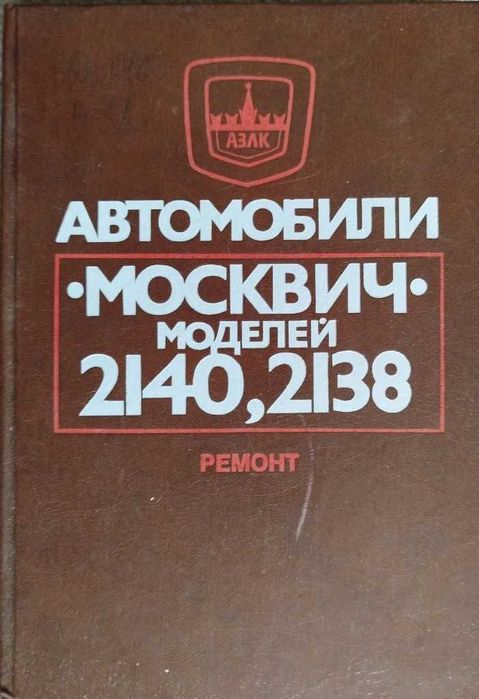 АЗЛК
АВТОМОБИЛИ
·МОСКВИЧ·
МОДЕЛЕЙ
2140,2138
РЕМОНТ